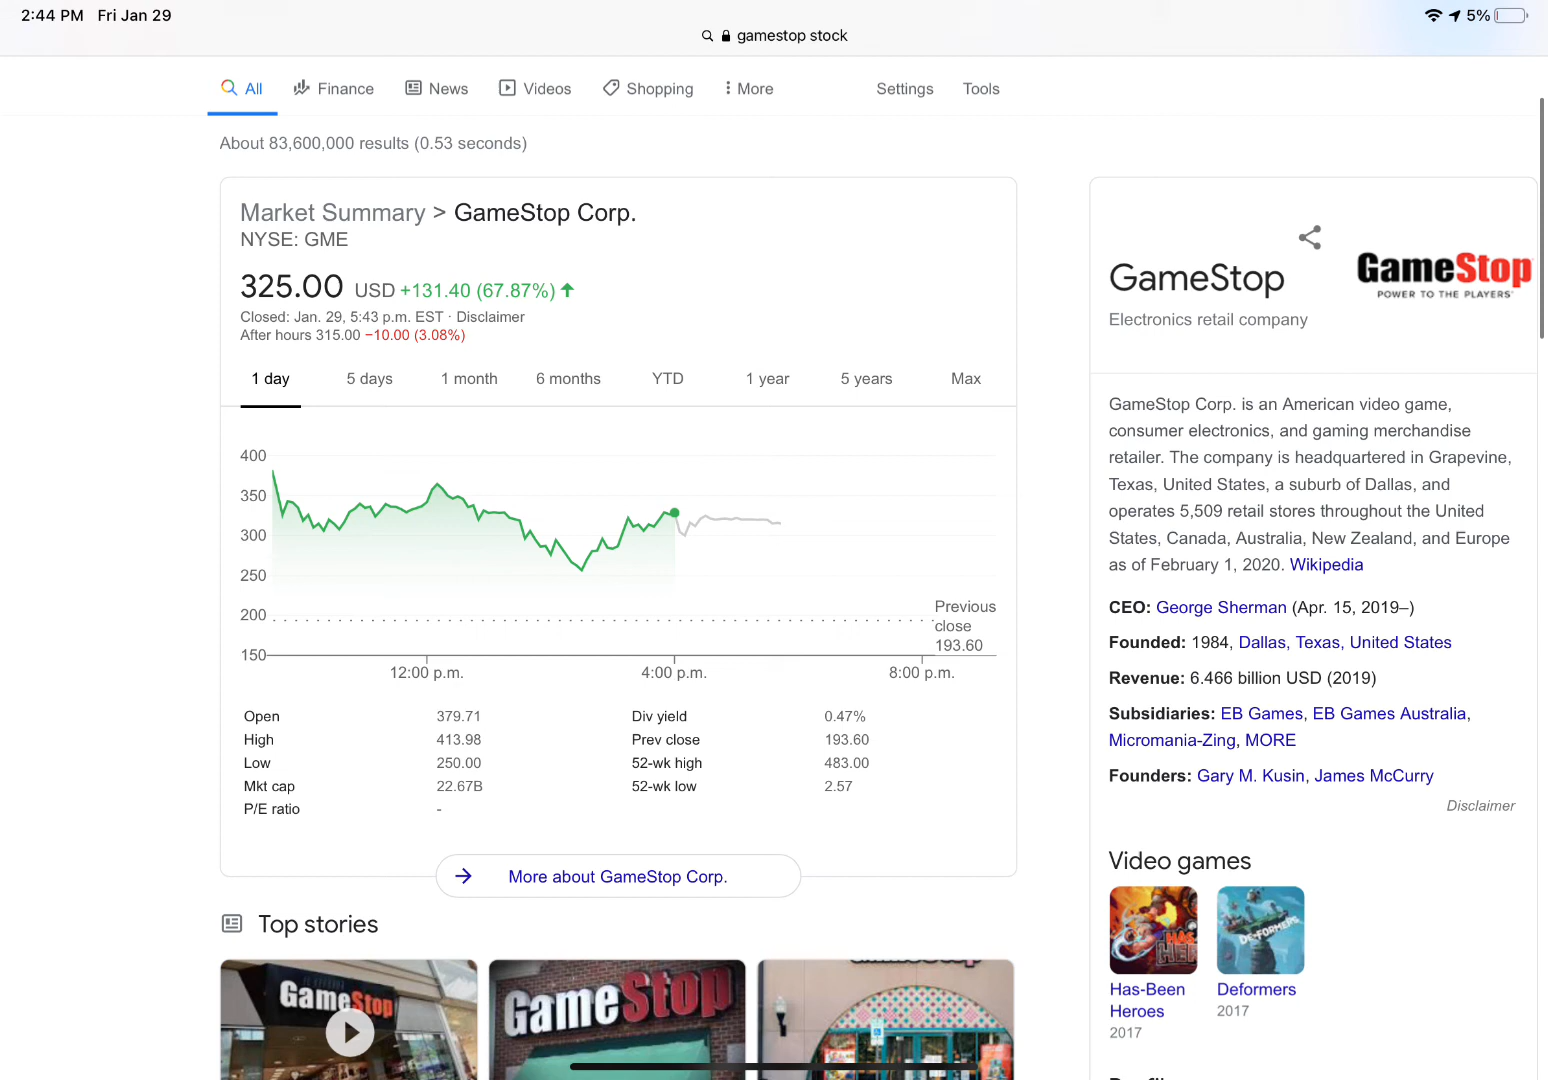 2:44 PM Fri Jan 29
5%
gamestop stock
All Finance News Videos Shopping More Settings Tools
About 83,600,000 results (0.53 seconds)
Market Summary > GameStop Corp.
NYSE: GME
325.00 USD +131.40 (67.87%)
Closed: Jan. 29, 5:43 p.m. EST · Disclaimer
After hours 315.00 −10.00 (3.08%)
1 day 5 days 1 month 6 months YTD 1 year 5 years Max
400
350
300
250
200
150
Previous
close
193.60
12:00 p.m. 4:00 p.m. 8:00 p.m.
Open 379.71 Div yield 0.47%
High 413.98 Prev close 193.60
Low 250.00 52-wk high 483.00
Mkt cap 22.67B 52-wk low 2.57
P/E ratio -
More about GameStop Corp.
Top stories
GameStop
GameStop
GameStop
Electronics retail company
GameStop
POWER TO THE PLAYERS'
GameStop Corp. is an American video game,
consumer electronics, and gaming merchandise
retailer. The company is headquartered in Grapevine,
Texas, United States, a suburb of Dallas, and
operates 5,509 retail stores throughout the United
States, Canada, Australia, New Zealand, and Europe
as of February 1, 2020. Wikipedia
CEO: George Sherman (Apr. 15, 2019–)
Founded: 1984, Dallas, Texas, United States
Revenue: 6.466 billion USD (2019)
Subsidiaries: EB Games, EB Games Australia,
Micromania-Zing, MORE
Founders: Gary M. Kusin, James McCurry
Disclaimer
Video games
DE-FORMERS
Has-Been
Heroes
2017
Deformers
2017